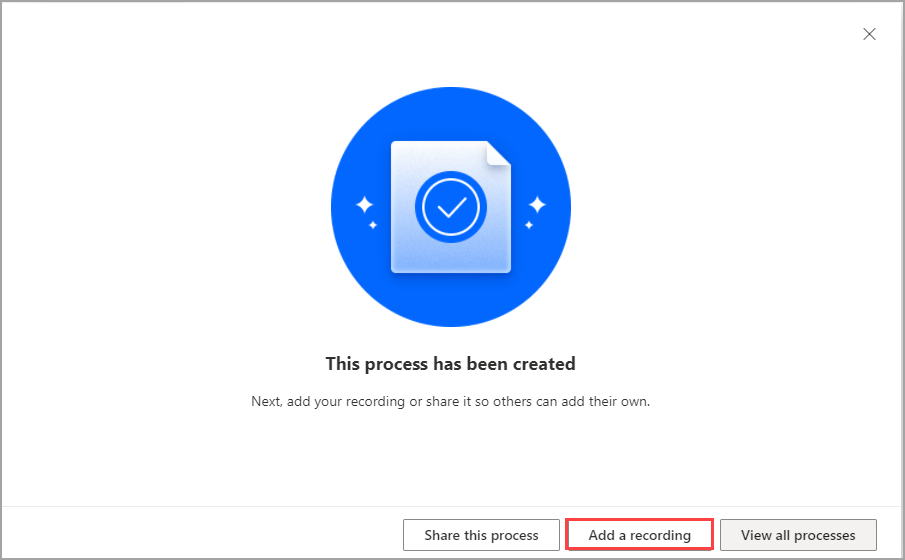 This process has been created
Next, add your recording or share it so others can add their own.
Share this process
Add a recording
View all processes